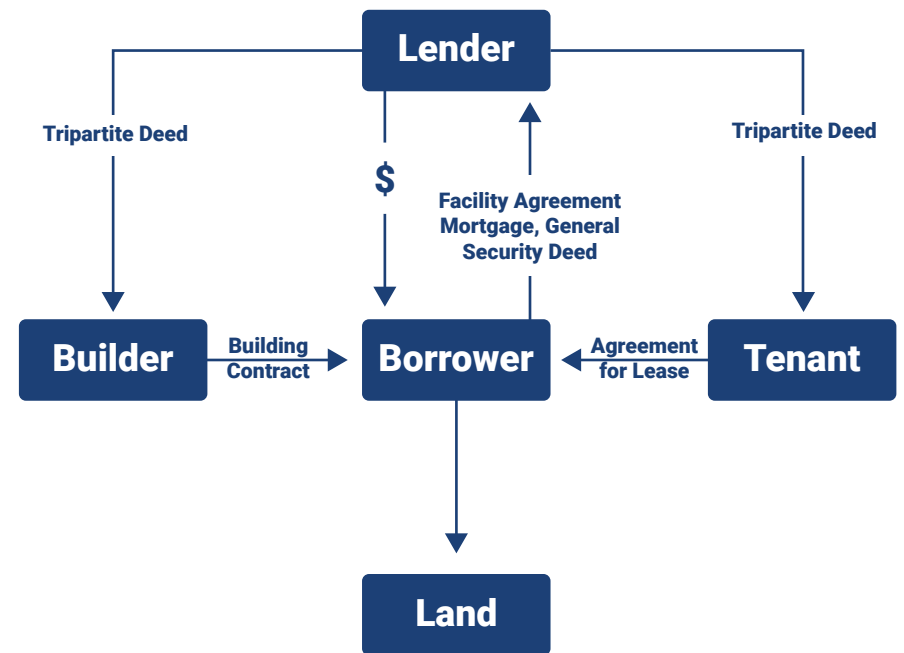 Lender
Tripartite Deed
Tripartite Deed
$
Facility Agreement
Mortgage, General
Security Deed
Builder
Building
Contract
Borrower
Agreement
for Lease
Tenant
Land